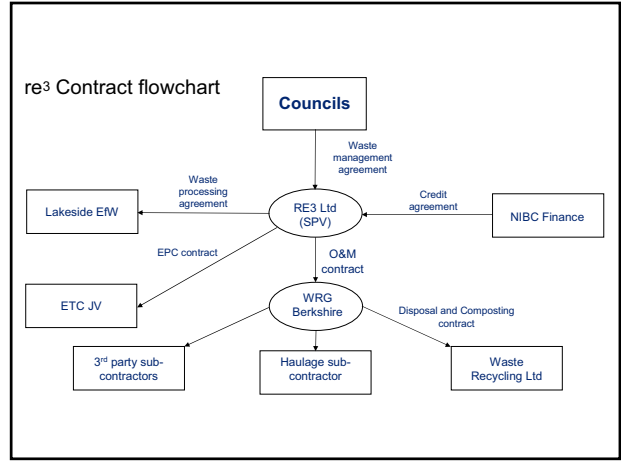 re3 Contract flowchart
Councils
Waste
management
agreement
Waste
processing
agreement
Credit
agreement
Lakeside EfW
RE3 Ltd
(SPV)
NIBC Finance
EPC contract
O&M
contract
ETC JV
WRG
Berkshire
Disposal and Composting
contract
3rd party sub-
contractors
Haulage sub-
contractor
Waste
Recycling Ltd